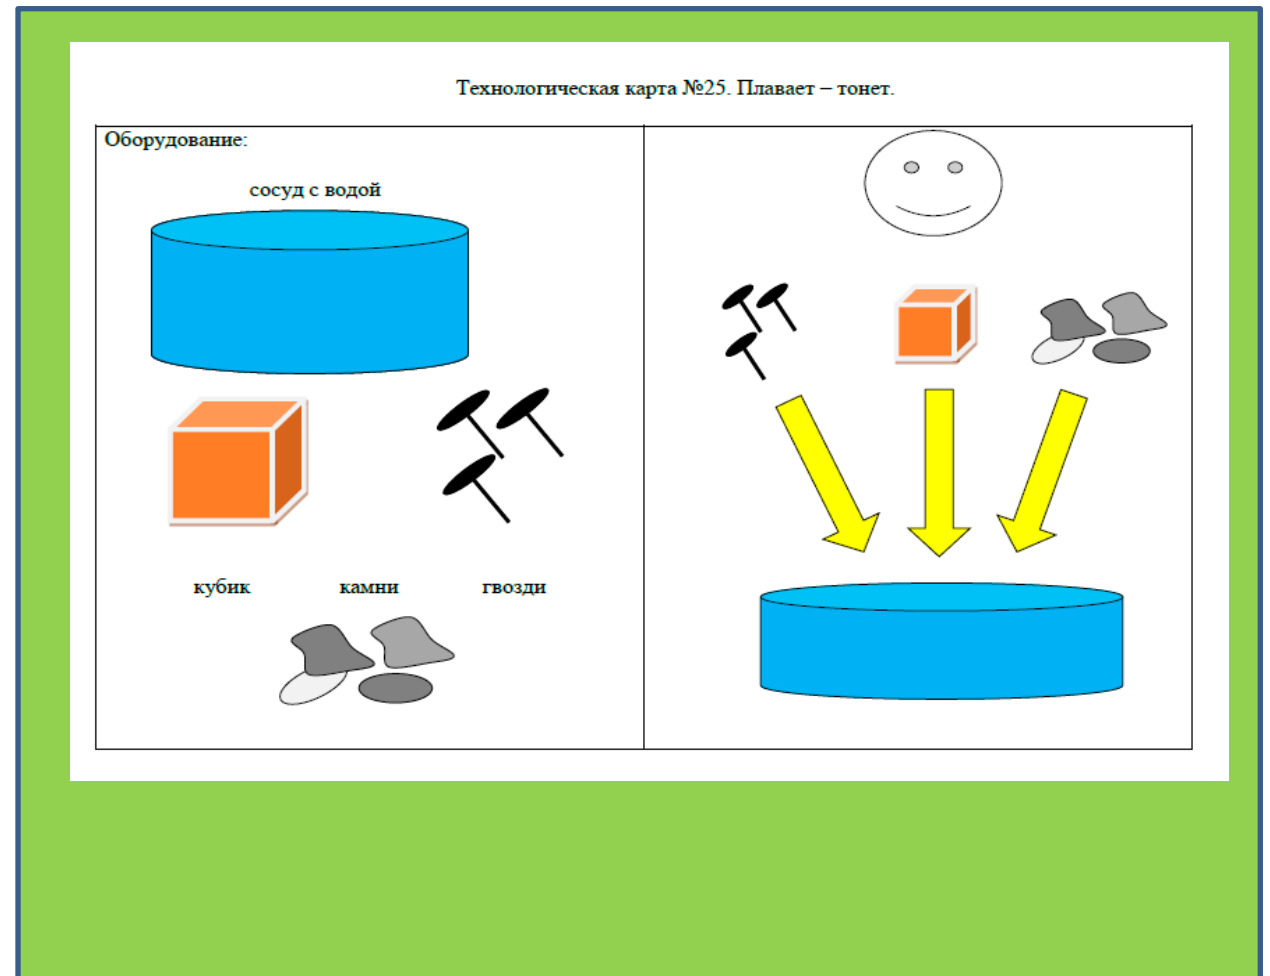 Технологическая карта №25. Плавает – тонет.
Оборудование:
сосуд с водой
кубик камни гвозди